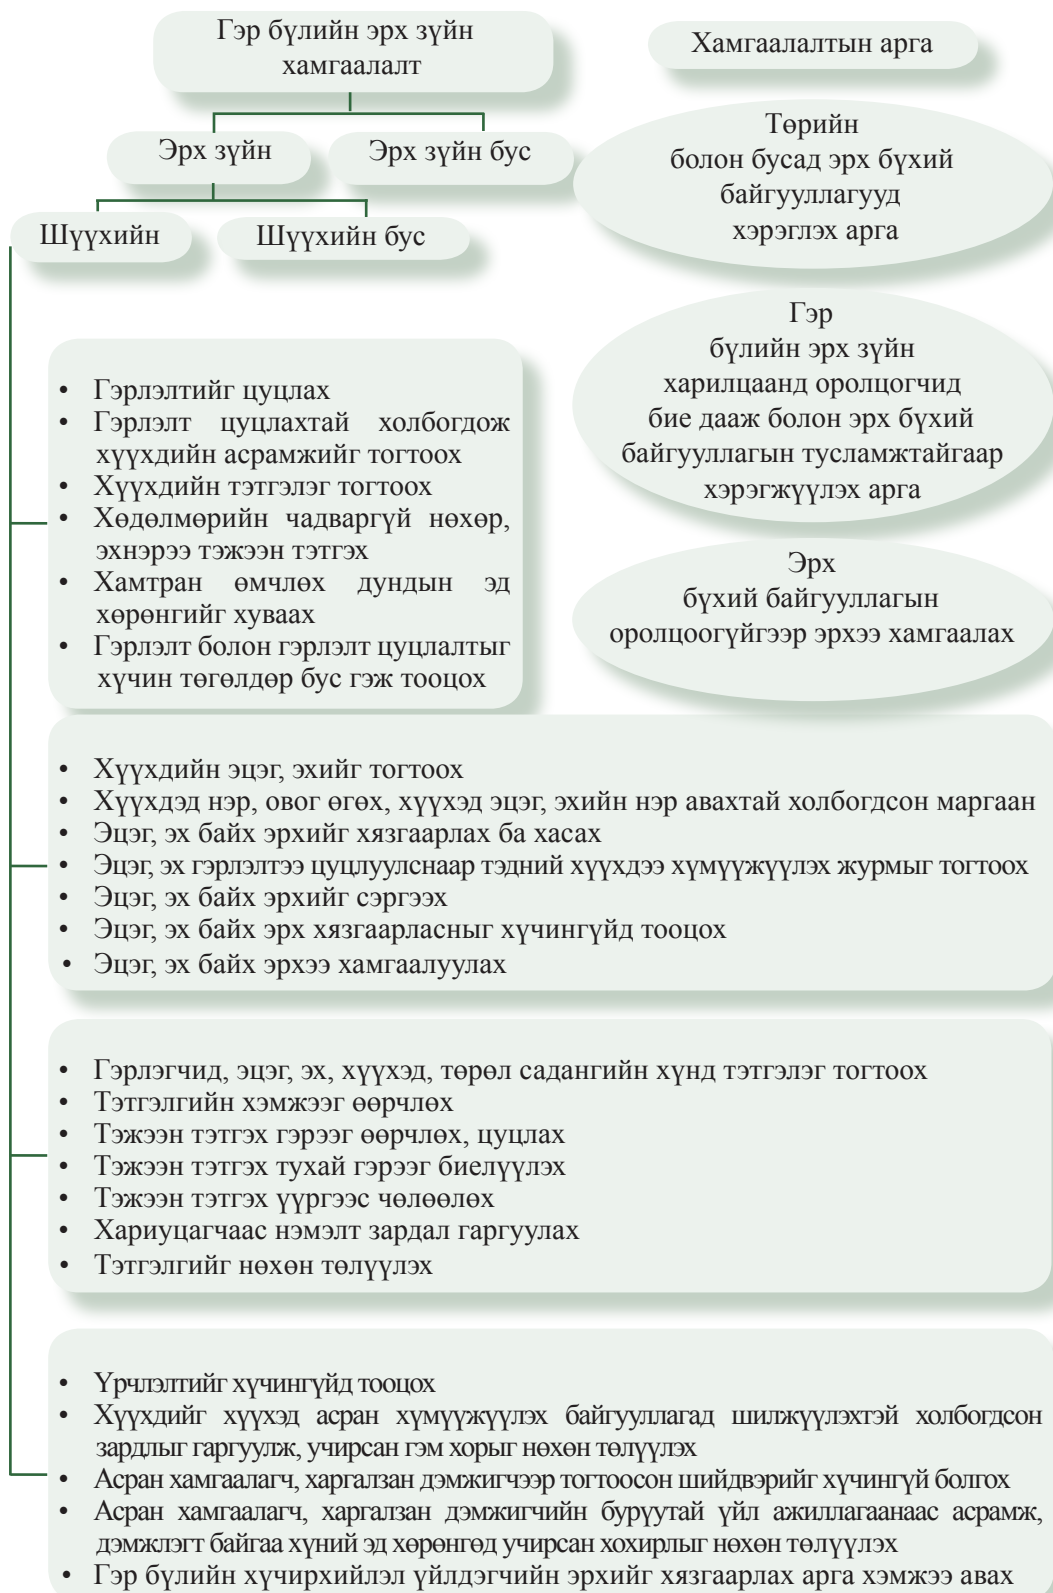 Гэр бүлийн эрх зүйн
хамгаалалт
Эрх зүйн
Эрх зүйн бус
Шүүхийн
Шүүхийн бус
Хамгаалалтын арга
Төрийн
болон бусад эрх бүхий
байгууллагууд
хэрэглэх арга
Гэр
бүлийн эрх зүйн
харилцаанд оролцогчид
бие дааж болон эрх бүхий
байгууллагын тусламжтайгаар
хэрэгжүүлэх арга
Эрх
бүхий байгууллагын
оролцоогүйгээр эрхээ хамгаалах
• Гэрлэлтийг цуцлах
• Гэрлэлт цуцлахтай холбогдож
хүүхдийн асрамжийг тогтоох
• Хүүхдийн тэтгэлэг тогтоох
• Хөдөлмөрийн чадваргүй нөхөр,
эхнэрээ тэжээн тэтгэх
• Хамтран өмчлөх дундын эд
хөрөнгийг хуваах
• Гэрлэлт болон гэрлэлт цуцлалтыг
хүчин төгөлдөр бус гэж тооцох
• Хүүхдийн эцэг, эхийг тогтоох
• Хүүхдэд нэр, овог өгөх, хүүхэд эцэг, эхийн нэр авахтай холбогдсон маргаан
• Эцэг, эх байх эрхийг хязгаарлах ба хасах
• Эцэг, эх гэрлэлтээ цуцлуулснаар тэдний хүүхдээ хүмүүжүүлэх журмыг тогтоох
• Эцэг, эх байх эрхийг сэргээх
• Эцэг, эх байх эрх хязгаарласныг хүчингүйд тооцох
• Эцэг, эх байх эрхээ хамгаалуулах
• Гэрлэгчид, эцэг, эх, хүүхэд, төрөл садангийн хүнд тэтгэлэг тогтоох
• Тэтгэлгийн хэмжээг өөрчлөх
• Тэжээн тэтгэх гэрээг өөрчлөх, цуцлах
• Тэжээн тэтгэх тухай гэрээг биелүүлэх
• Тэжээн тэтгэх үүргээс чөлөөлөх
• Хариуцагчаас нэмэлт зардал гаргуулах
• Тэтгэлгийг нөхөн төлүүлэх
• Үрчлэлтийг хүчингүйд тооцох
• Хүүхдийг хүүхэд асран хүмүүжүүлэх байгууллагад шилжүүлэхтэй холбогдсон
зардлыг гаргуулж, учирсан гэм хорыг нөхөн төлүүлэх
• Асран хамгаалагч, харгалзан дэмжигчээр тогтоосон шийдвэрийг хүчингүй болгох
• Асран хамгаалагч, харгалзан дэмжигчийн буруутай үйл ажиллагаанаас асрамж,
дэмжлэгт байгаа хүний эд хөрөнгөд учирсан хохирлыг нөхөн төлүүлэх
• Гэр бүлийн хүчирхийлэл үйлдэгчийн эрхийг хязгаарлах арга хэмжээ авах